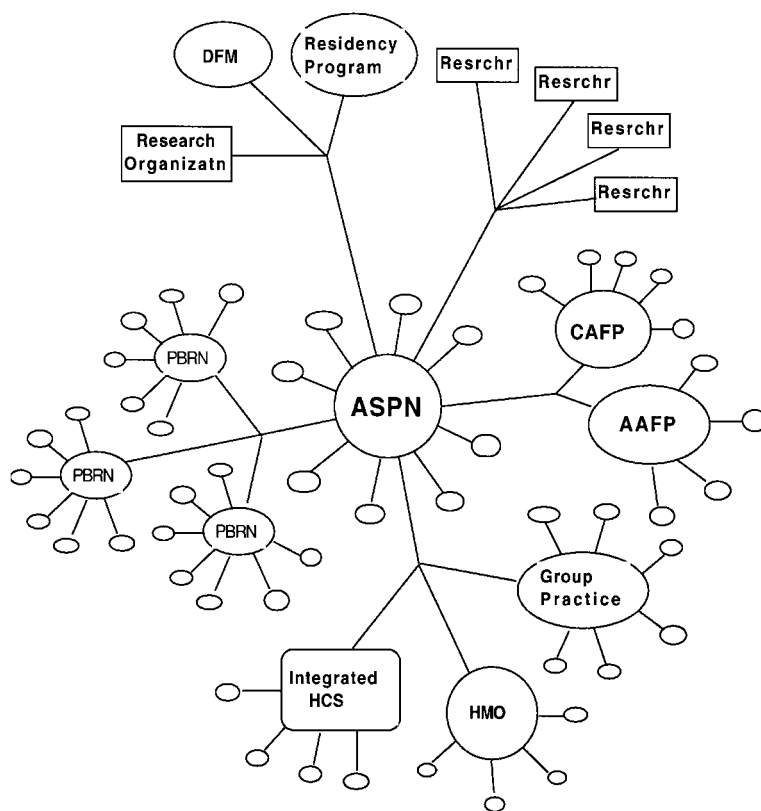 DFM
Residency
Program
Resrchr
Resrchr
Resrchr
Resrchr
Research
Organizatn
CAFP
PBRN
ASPN
AAFP
PBRN
PBRN
Group
Practice
Integrated
HCS
HMO